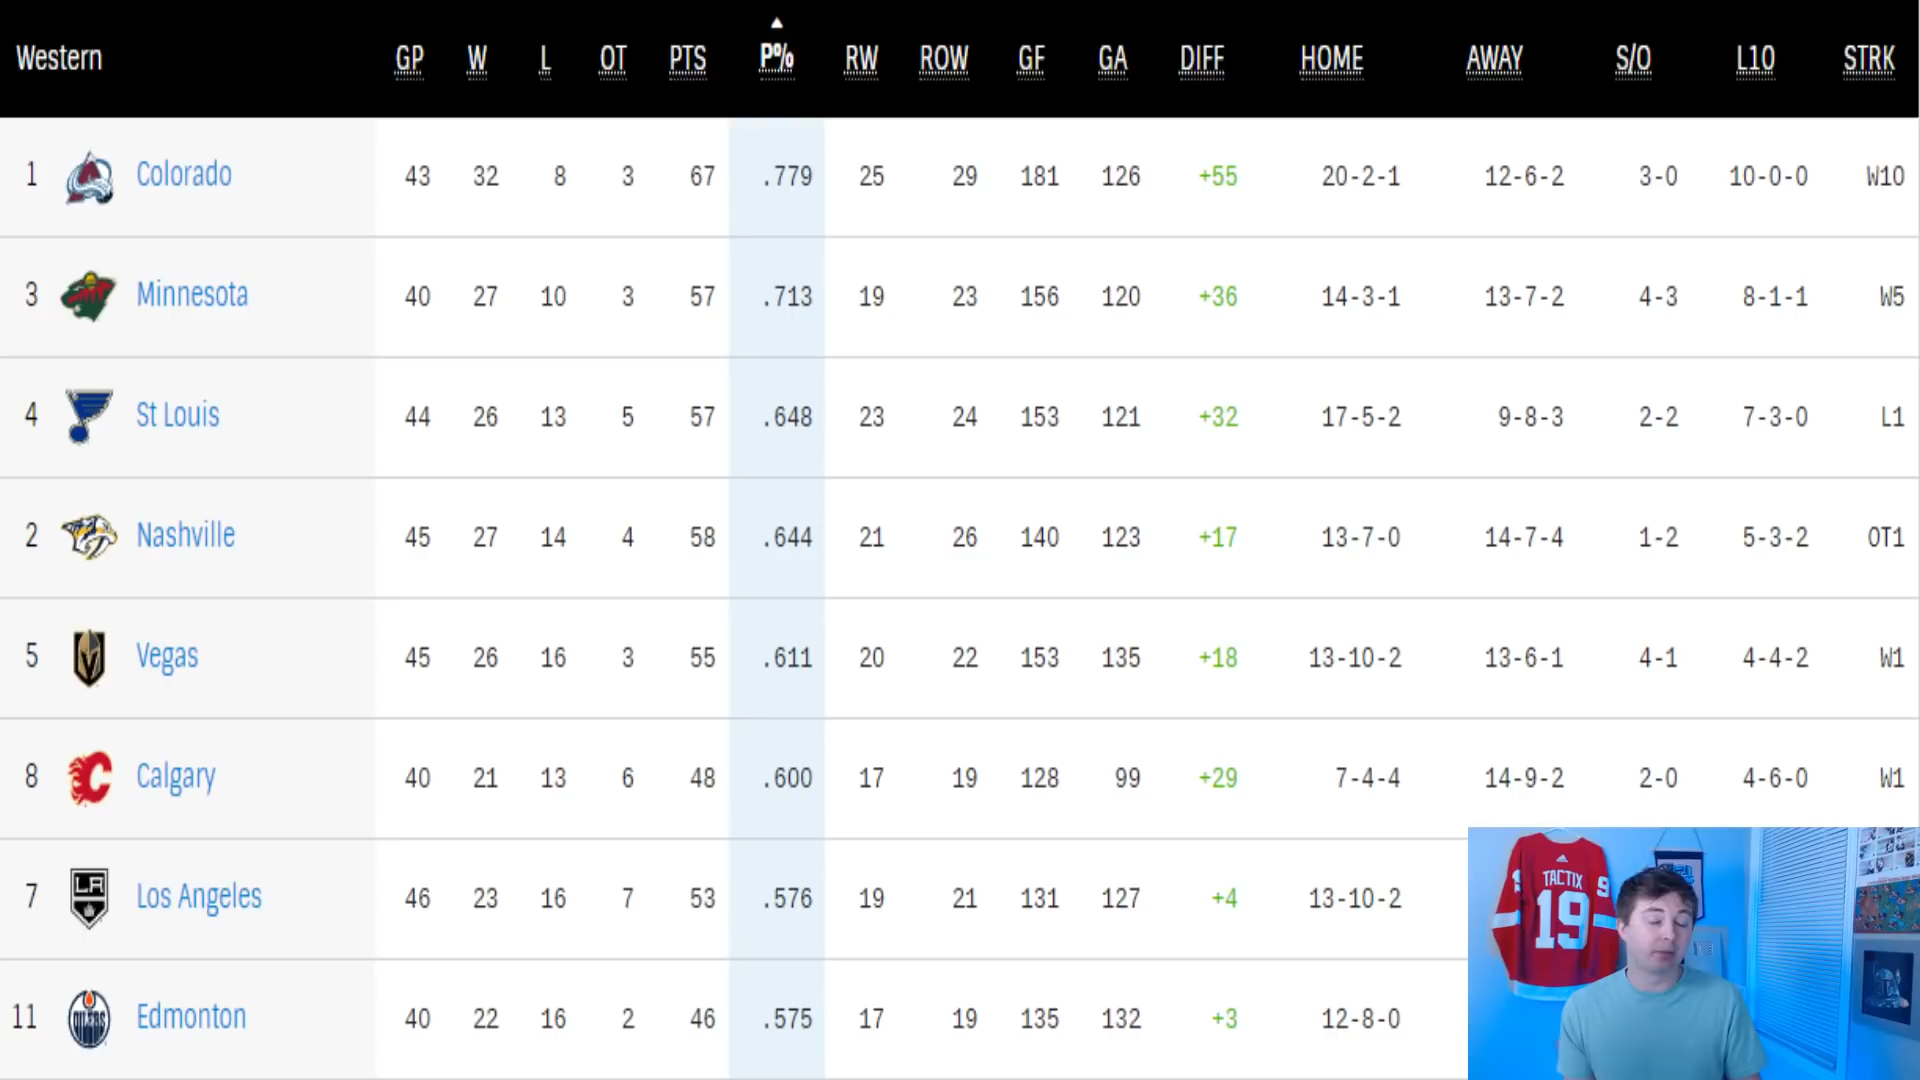 Western GP W L OT PTS P% RW ROW GF GA DIFF HOME AWAY S/O L10 STRK
1 Colorado 43 32 8 3 67 .779 25 29 181 126 +55 20-2-1 12-6-2 3-0 10-0-0 W10
3 Minnesota 40 27 10 3 57 .713 19 23 156 120 +36 14-3-1 13-7-2 4-3 8-1-1 W5
4 St Louis 44 26 13 5 57 .648 23 24 153 121 +32 17-5-2 9-8-3 2-2 7-3-0 L1
2 Nashville 45 27 14 4 58 .644 21 26 140 123 +17 13-7-0 14-7-4 1-2 5-3-2 OT1
5 Vegas 45 26 16 3 55 .611 20 22 153 135 +18 13-10-2 13-6-1 4-1 4-4-2 W1
8 Calgary 40 21 13 6 48 .600 17 19 128 99 +29 7-4-4 14-9-2 2-0 4-6-0 W1
7 LA Los Angeles 46 23 16 7 53 .576 19 21 131 127 +4 13-10-2
11 OILERS Edmonton 40 22 16 2 46 .575 17 19 135 132 +3 12-8-0
TACTIX
19
9